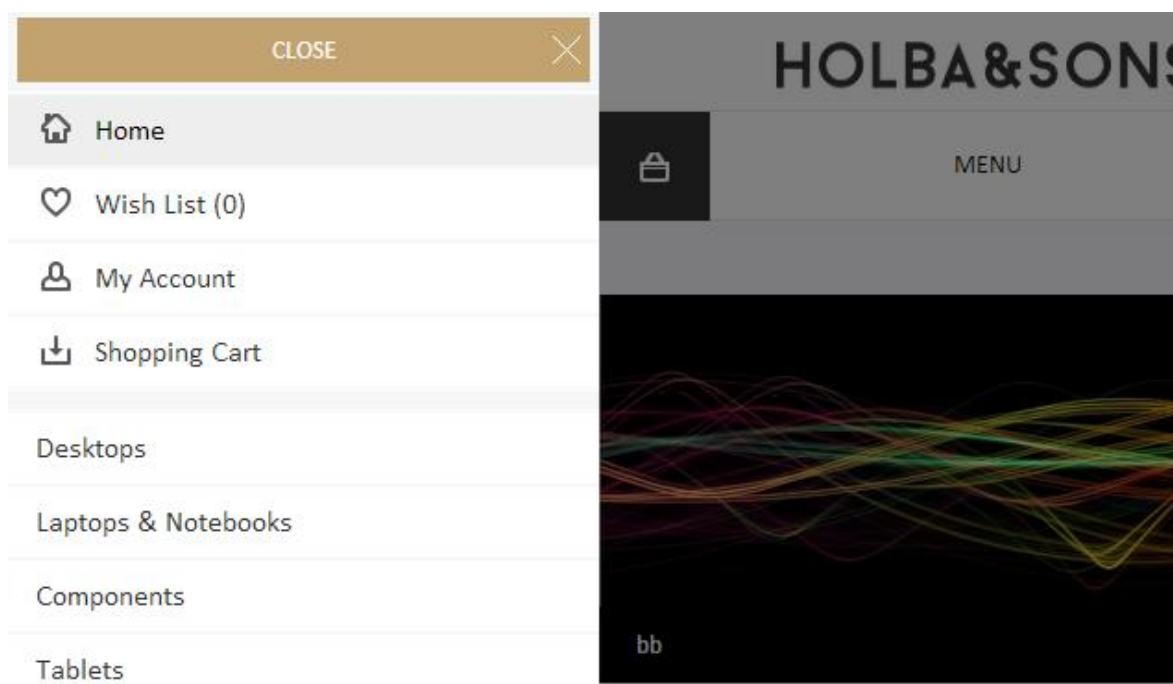 CLOSE
Home
Wish List (0)
My Account
Shopping Cart
Desktops
Laptops & Notebooks
Components
Tablets
HOLBA&SONS
MENU
bb